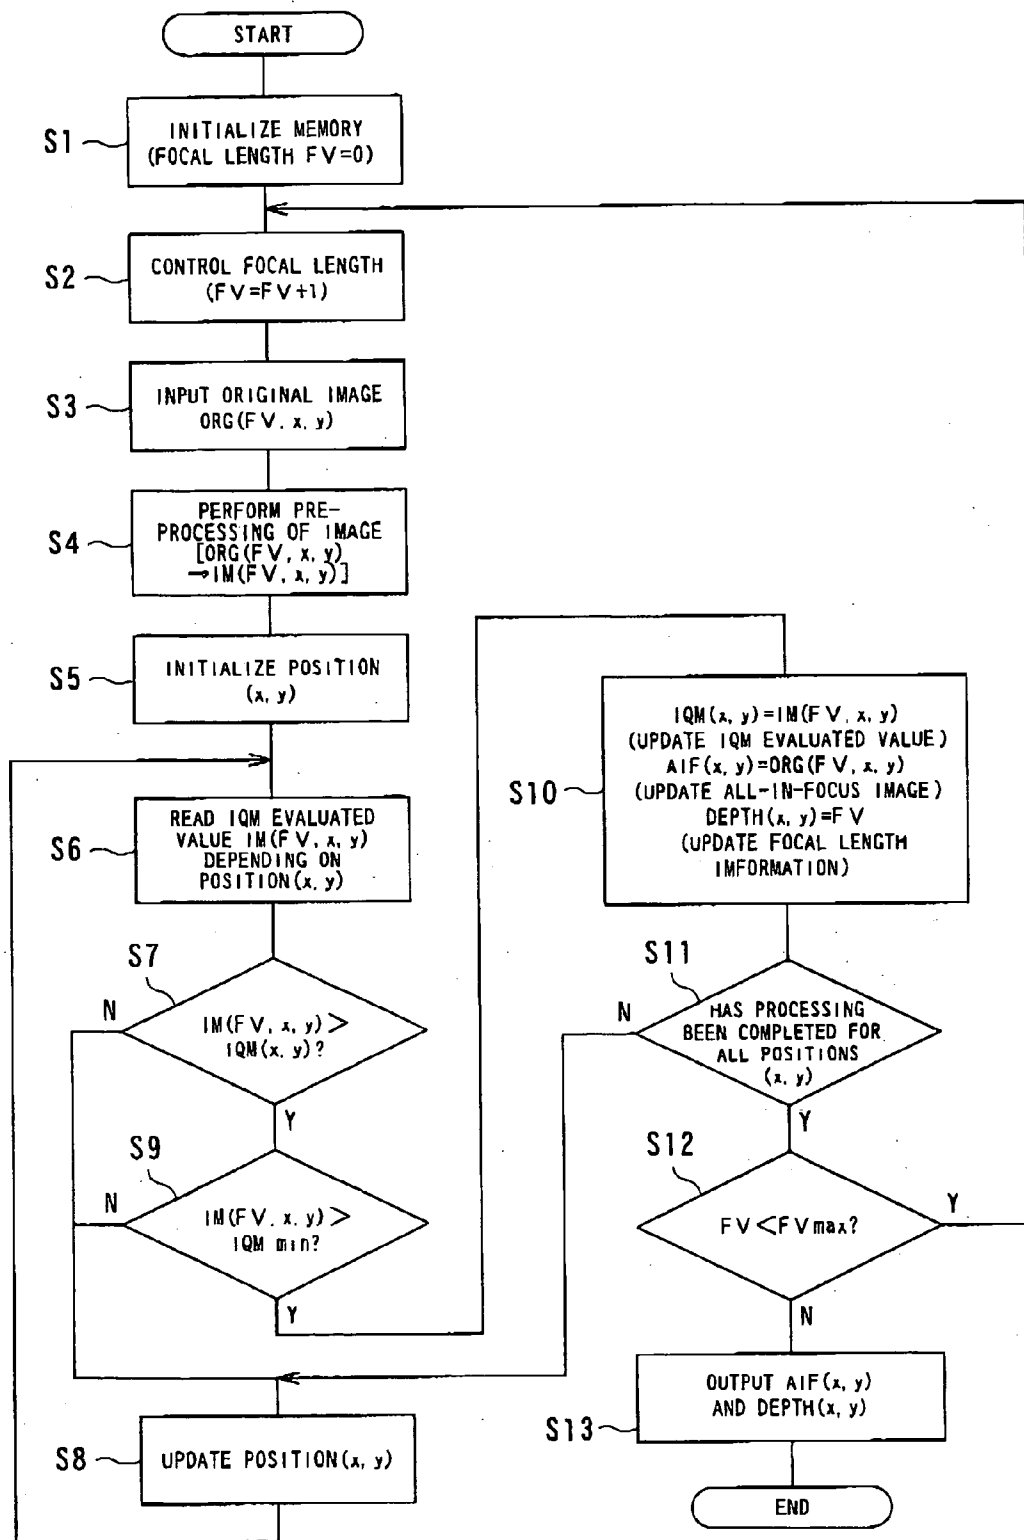 START
S1
INITIALIZE MEMORY
(FOCAL LENGTH FV=0)
S2
CONTROL FOCAL LENGTH
(FV=FV+1)
S3
INPUT ORIGINAL IMAGE
ORG(FV, x, y)
S4
PERFORM PRE-
PROCESSING OF IMAGE
[ORG(FV, x, y)
→IM(FV, x, y)]
S5
INITIALIZE POSITION
(x, y)
S6
READ IQM EVALUATED
VALUE IM(FV, x, y)
DEPENDING ON
POSITION(x, y)
S7
N
IM(FV, x, y)>
IQM(x, y)?
Y
S9
N
IM(FV, x, y)>
IQM min?
Y
S8
UPDATE POSITION(x, y)
S10
IQM(x, y)=IM(FV, x, y)
(UPDATE IQM EVALUATED VALUE)
AIF(x, y)=ORG(FV, x, y)
(UPDATE ALL-IN-FOCUS IMAGE)
DEPTH(x, y)=FV
(UPDATE FOCAL LENGTH
IMFORMATION)
S11
N
HAS PROCESSING
BEEN COMPLETED FOR
ALL POSITIONS
(x, y)
Y
S12
FV<FVmax?
Y
N
S13
OUTPUT AIF(x, y)
AND DEPTH(x, y)
END